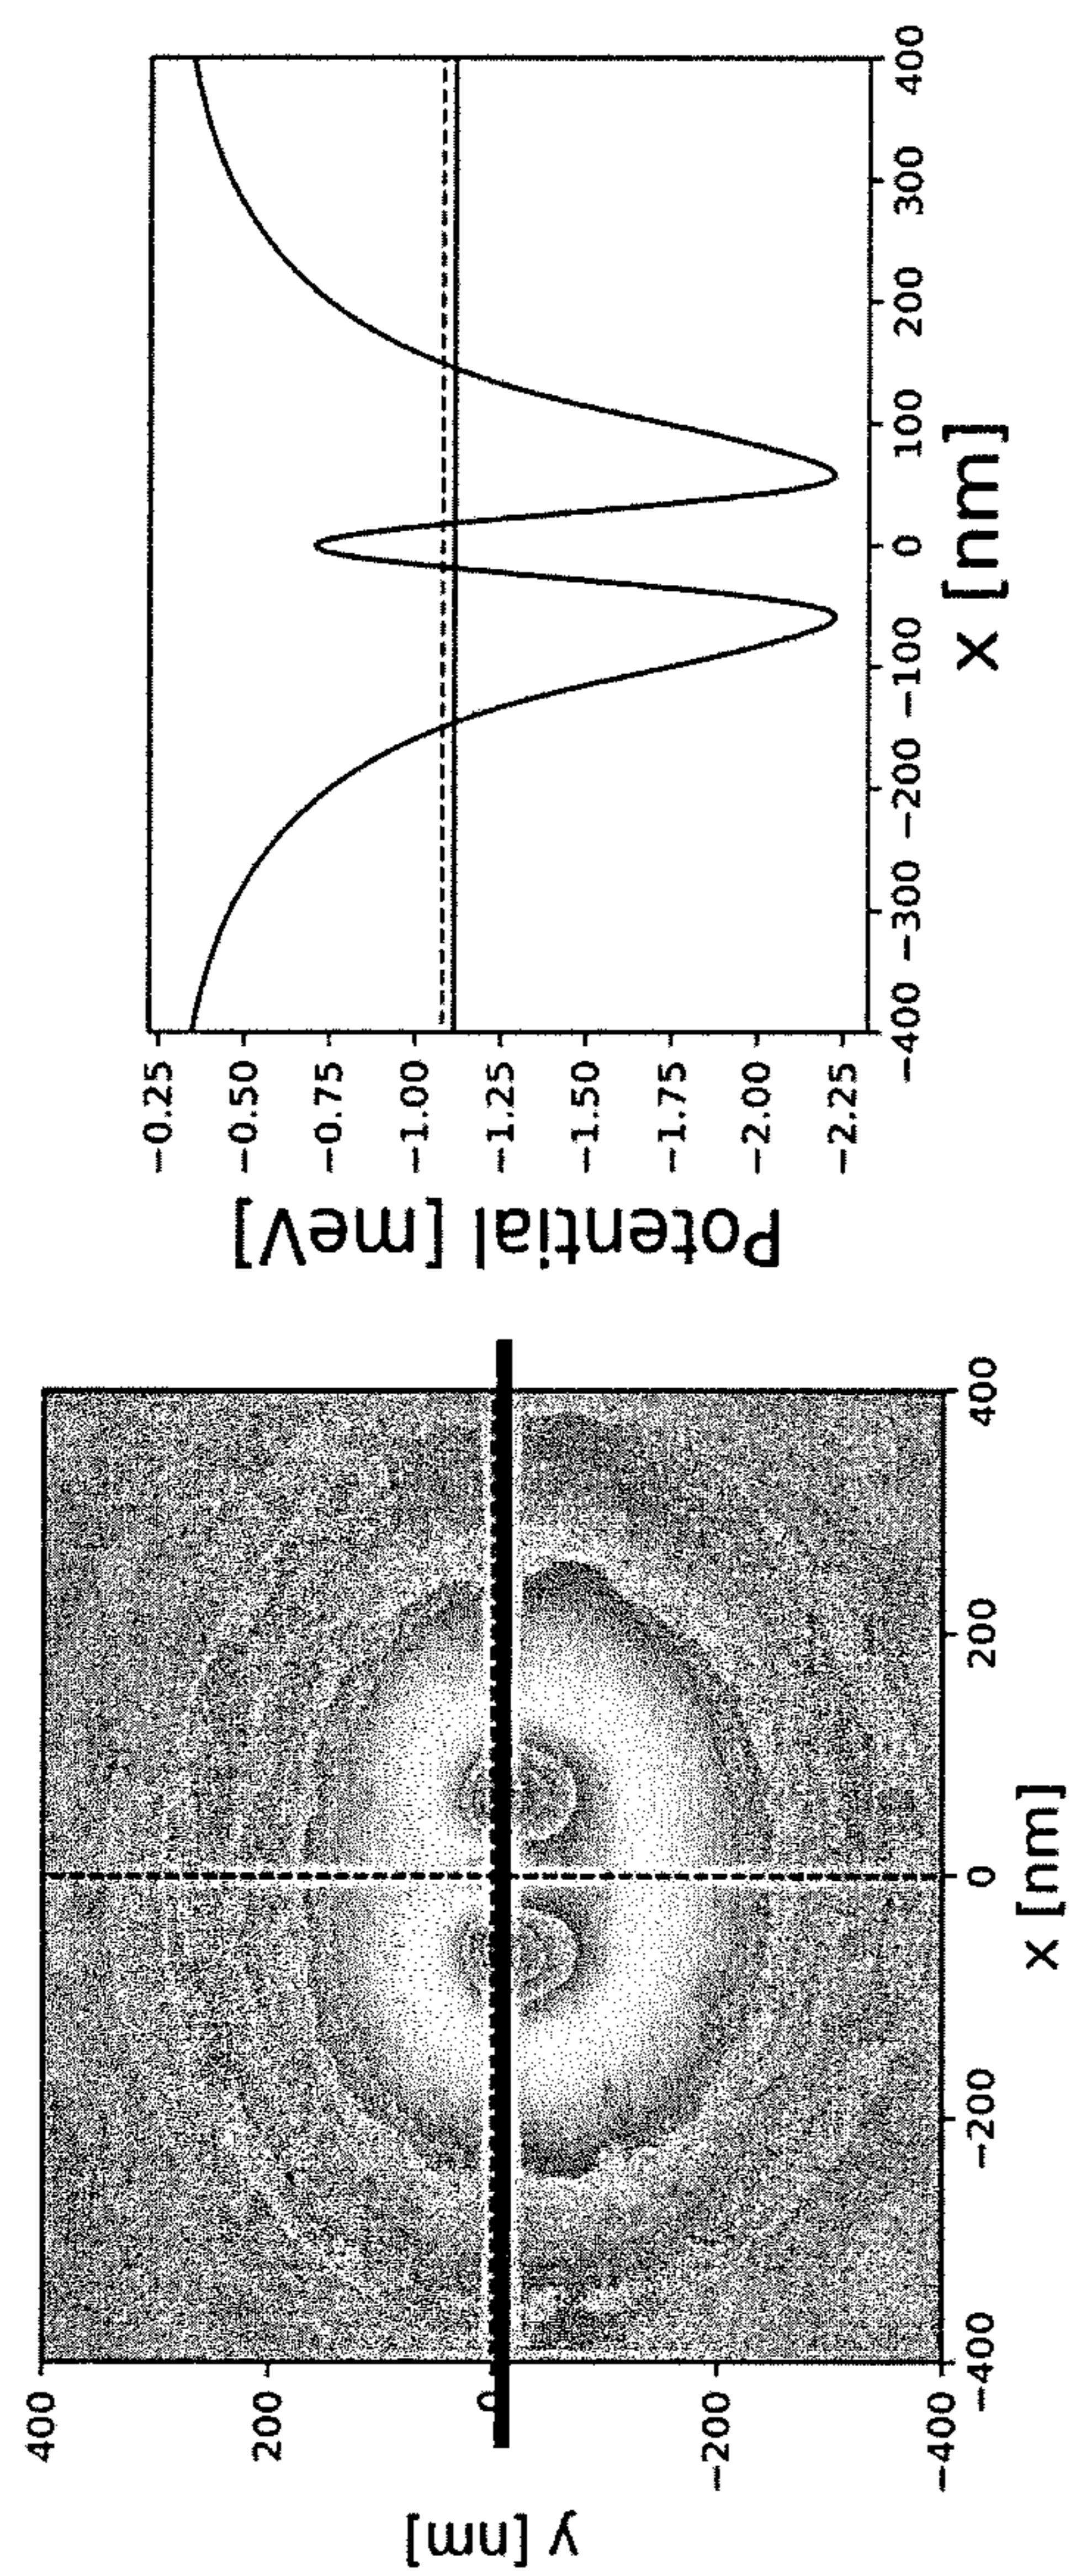 Potential [meV]
−0.25
−0.50
−0.75
−1.00
−1.25
−1.50
−1.75
−2.00
−2.25
−400 −300 −200 −100 0 100 200 300 400
x [nm]
y [nm]
400
200
0
−200
−400
−400 −200 0 200 400
x [nm]